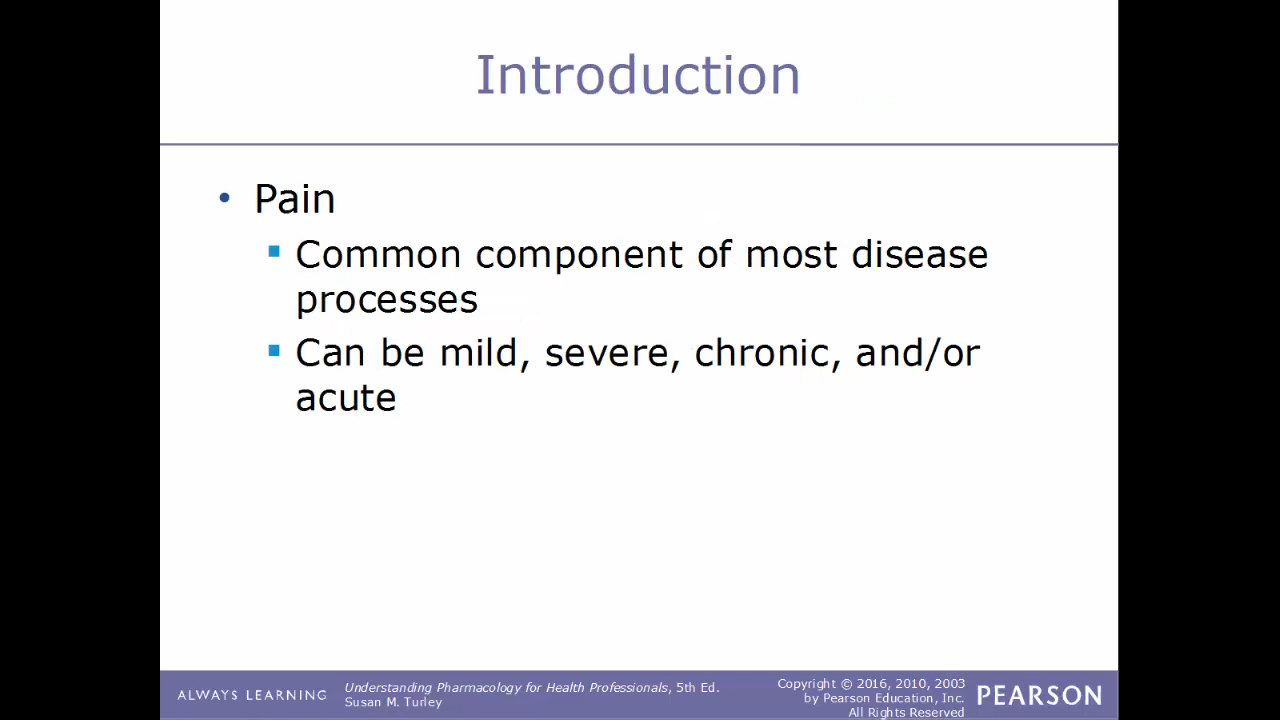 Introduction
• Pain
▪ Common component of most disease
processes
▪ Can be mild, severe, chronic, and/or
acute
ALWAYS LEARNING
Understanding Pharmacology for Health Professionals, 5th Ed.
Susan M. Turley
Copyright © 2016, 2010, 2003
by Pearson Education, Inc.
All Rights Reserved
PEARSON